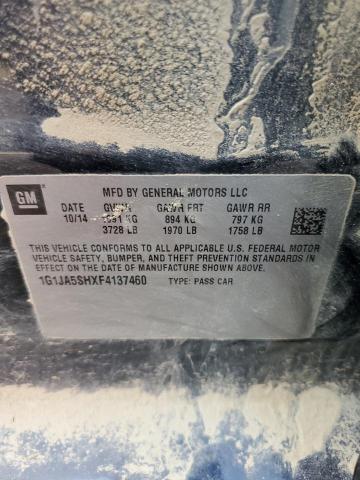 GM
MFD BY GENERAL MOTORS LLC
DATE GVWR GAWR FRT GAWR RR
10/14 1691 KG 894 KG 797 KG
3728 LB 1970 LB 1758 LB
THIS VEHICLE CONFORMS TO ALL APPLICABLE U.S. FEDERAL MOTOR
VEHICLE SAFETY, BUMPER, AND THEFT PREVENTION STANDARDS IN
EFFECT ON THE DATE OF MANUFACTURE SHOWN ABOVE.
1G1JA5SHXF4137460 TYPE: PASS CAR